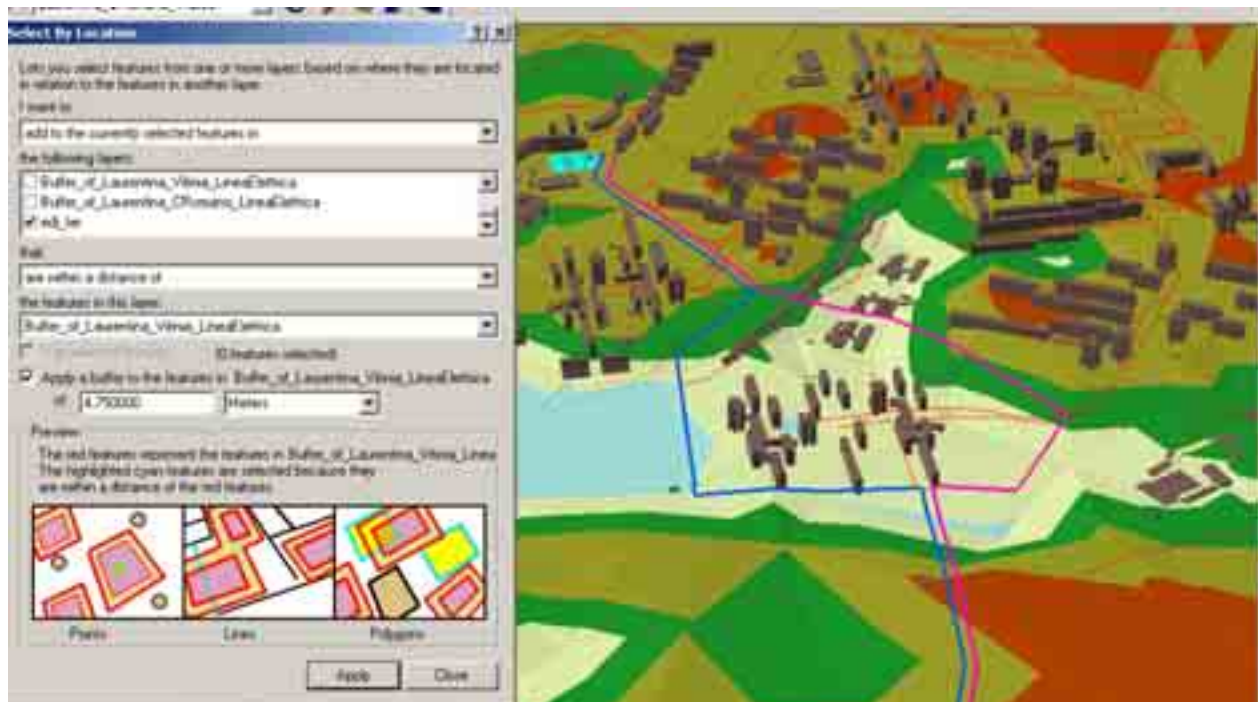 Select By Location
Lets you select features from one or more layers based on where they are located
in relation to the features in another layer.
I want to:
add to the currently selected features in
the following layers:
Buffer_of_Laurentina_Vitinia_LineaElettrica
Buffer_of_Laurentina_CRomano_LineaElettrica
that:
are within a distance of
the features in this layer:
Buffer_of_Laurentina_Vitinia_LineaElettrica
(0 features selected)
Apply a buffer to the features in Buffer_of_Laurentina_Vitinia_LineaElettrica
of: 4.750000 Meters
Preview
The red features represent the features in Buffer_of_Laurentina_Vitinia_Linea
The highlighted cyan features are selected because they
are within a distance of the red features.
Points Lines Polygons
Apply Close